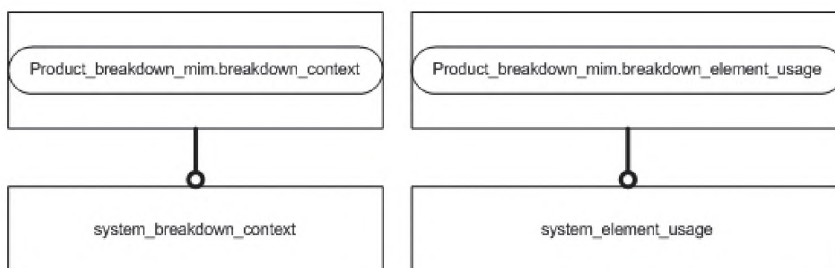 Product_breakdown_mim.breakdown_context
Product_breakdown_mim.breakdown_element_usage
system_breakdown_context
system_element_usage